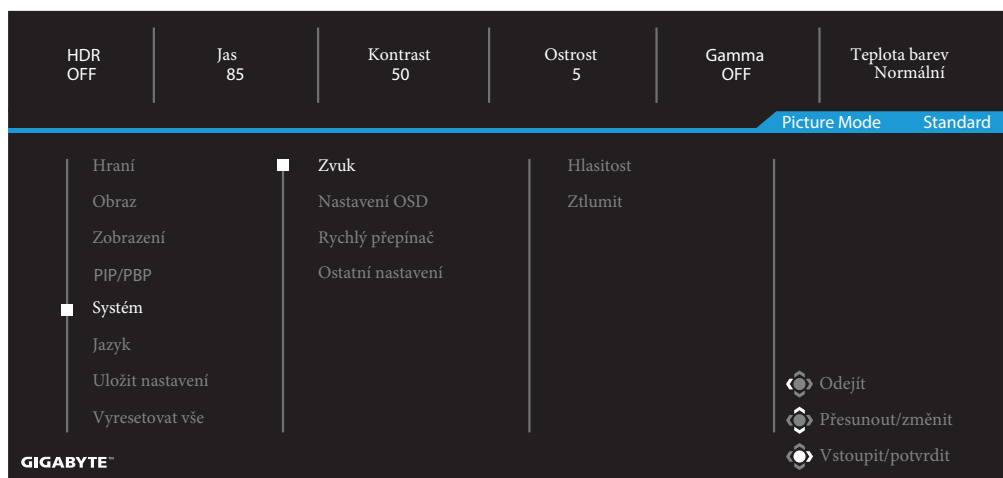 HDR
OFF
Jas
85
Kontrast
50
Ostrost
5
Gamma
OFF
Teplota barev
Normální
Picture Mode Standard
Hraní
Obraz
Zobrazení
PIP/PBP
Systém
Jazyk
Uložit nastavení
Vyresetovat vše
Zvuk
Nastavení OSD
Rychlý přepínač
Ostatní nastavení
Hlasitost
Ztlumit
Odejít
Přesunout/změnit
Vstoupit/potvrdit
GIGABYTE™